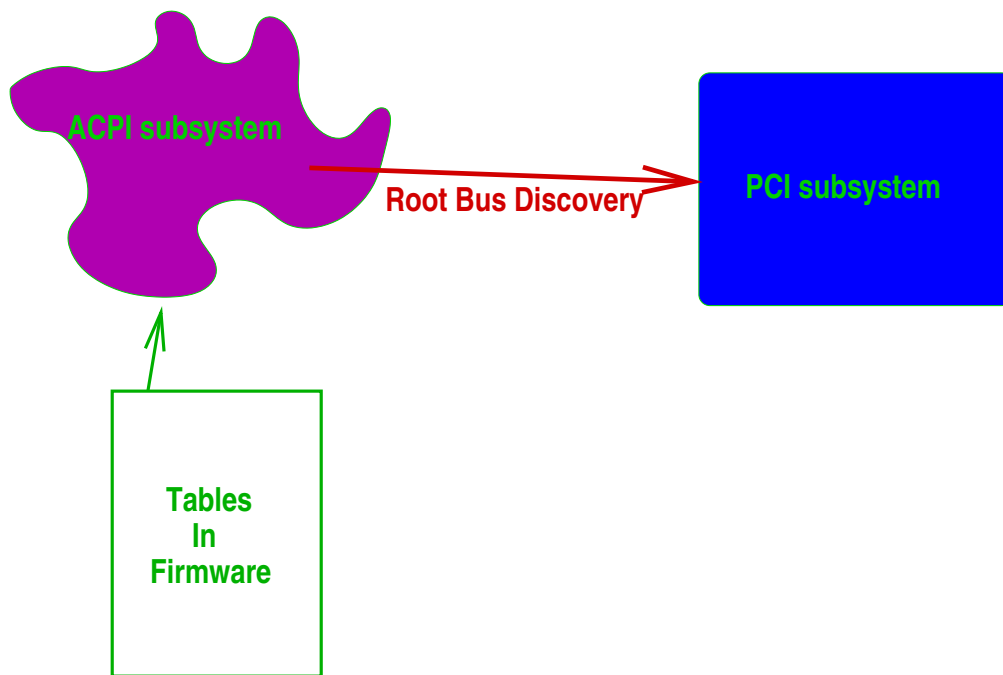 ACPI subsystem
PCI subsystem
Root Bus Discovery
Tables
In
Firmware